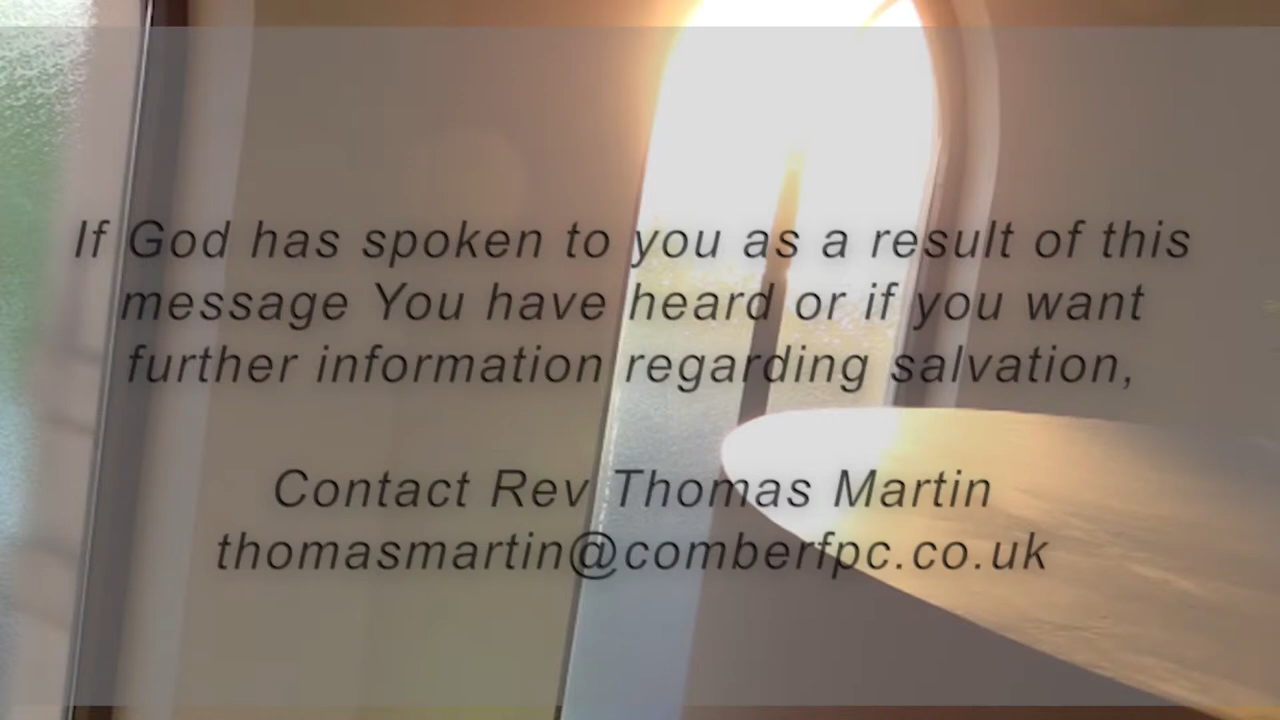 If God has spoken to you as a result of this
message You have heard or if you want
further information regarding salvation,
Contact Rev Thomas Martin
thomasmartin@comberfpc.co.uk